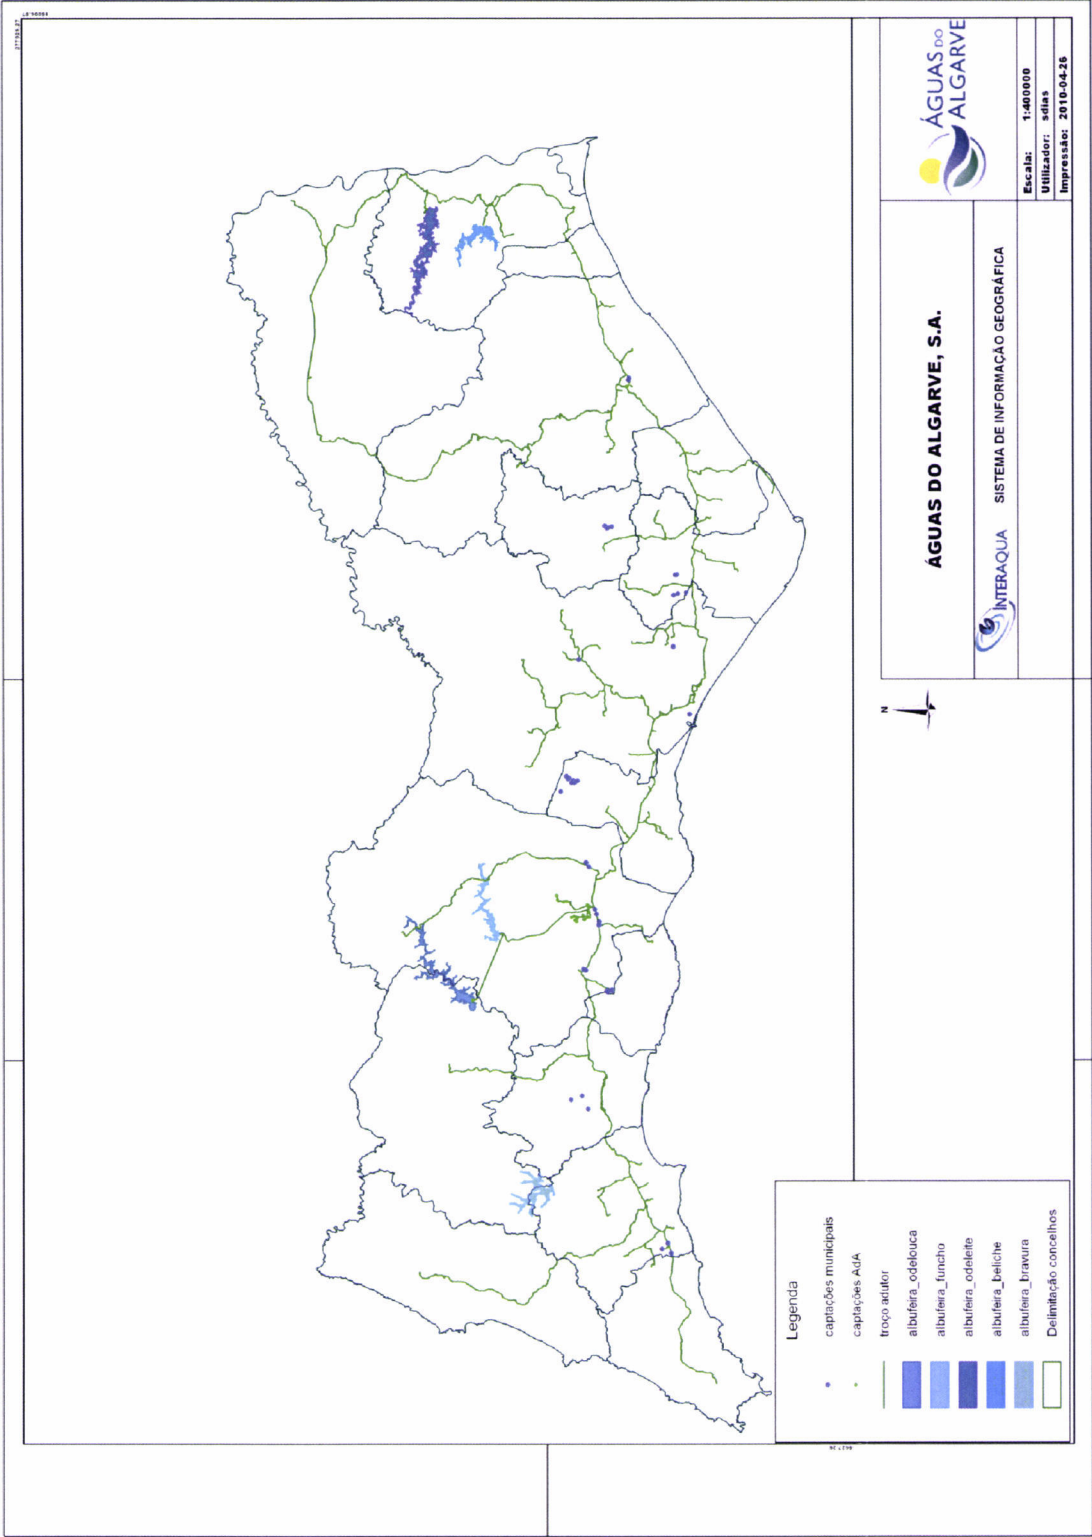 Legenda
captações municipais
captações AdA
troço adutor
albufeira_odelouca
albufeira_funcho
albufeira_odeleite
albufeira_beliche
albufeira_bravura
Delimitação concelhos
N
ÁGUAS DO ALGARVE, S.A.
INTERAQUA
SISTEMA DE INFORMAÇÃO GEOGRÁFICA
ÁGUAS DO
ALGARVE
Escala: 1:400000
Utilizador: sdias
Impressão: 2010-04-26